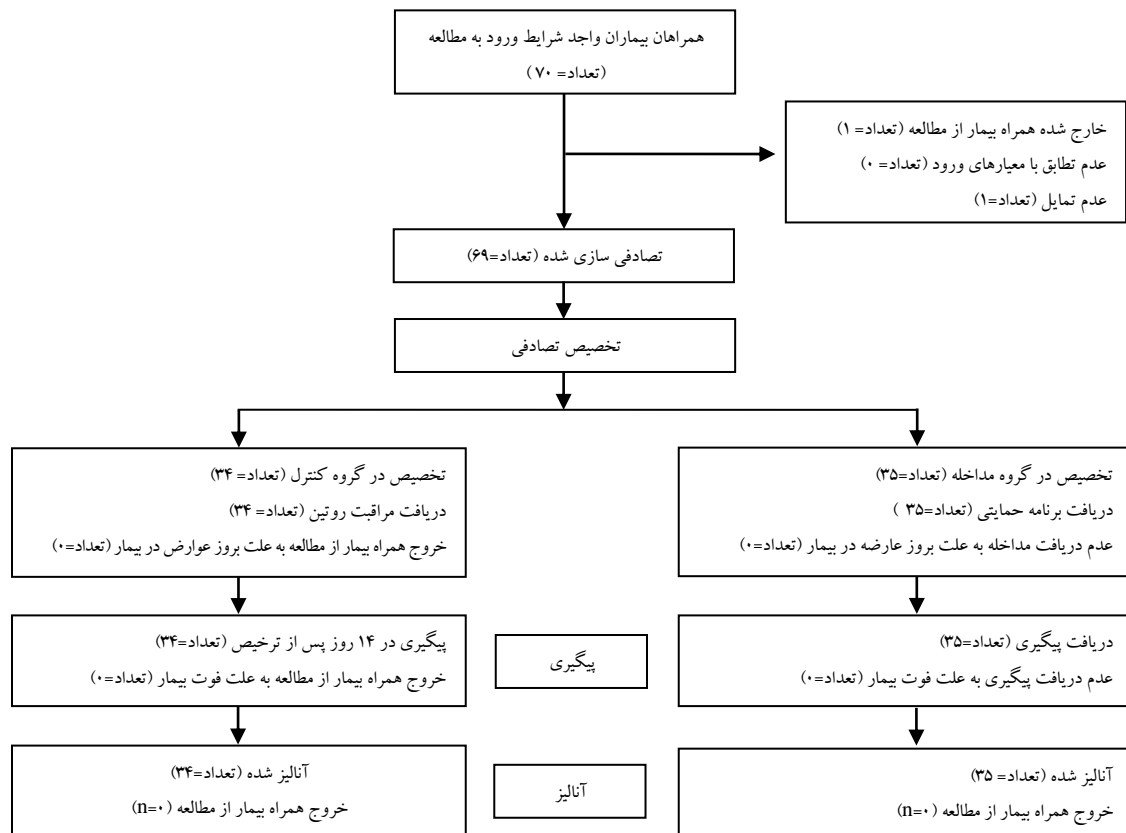 همراهان بیماران واجد شرایط ورود به مطالعه
(تعداد= ۷۰ )
خارج شده همراه بیمار از مطالعه (تعداد= ۱)
عدم تطابق با معیارهای ورود (تعداد= ۰)
عدم تمایل (تعداد=۱)
تصادفی سازی شده (تعداد=۶۹)
تخصیص تصادفی
تخصیص در گروه مداخله (تعداد=۳۵)
دریافت برنامه حمایتی (تعداد=۳۵ )
عدم دریافت مداخله به علت بروز عارضه در بیمار (تعداد=۰)
تخصیص در گروه کنترل (تعداد= ۳۴)
دریافت مراقبت روتین (تعداد= ۳۴)
خروج همراه بیمار از مطالعه به علت بروز عوارض در بیمار (تعداد=۰)
دریافت پیگیری (تعداد=۳۵)
عدم دریافت پیگیری به علت فوت بیمار (تعداد=۰)
پیگیری
پیگیری در ۱۴ روز پس از ترخیص (تعداد=۳۴)
خروج همراه بیمار از مطالعه به علت فوت بیمار (تعداد=۰)
آنالیز شده (تعداد= ۳۵)
خروج همراه بیمار از مطالعه (n=۰)
آنالیز
آنالیز شده (تعداد=۳۴)
خروج همراه بیمار از مطالعه (n=۰)